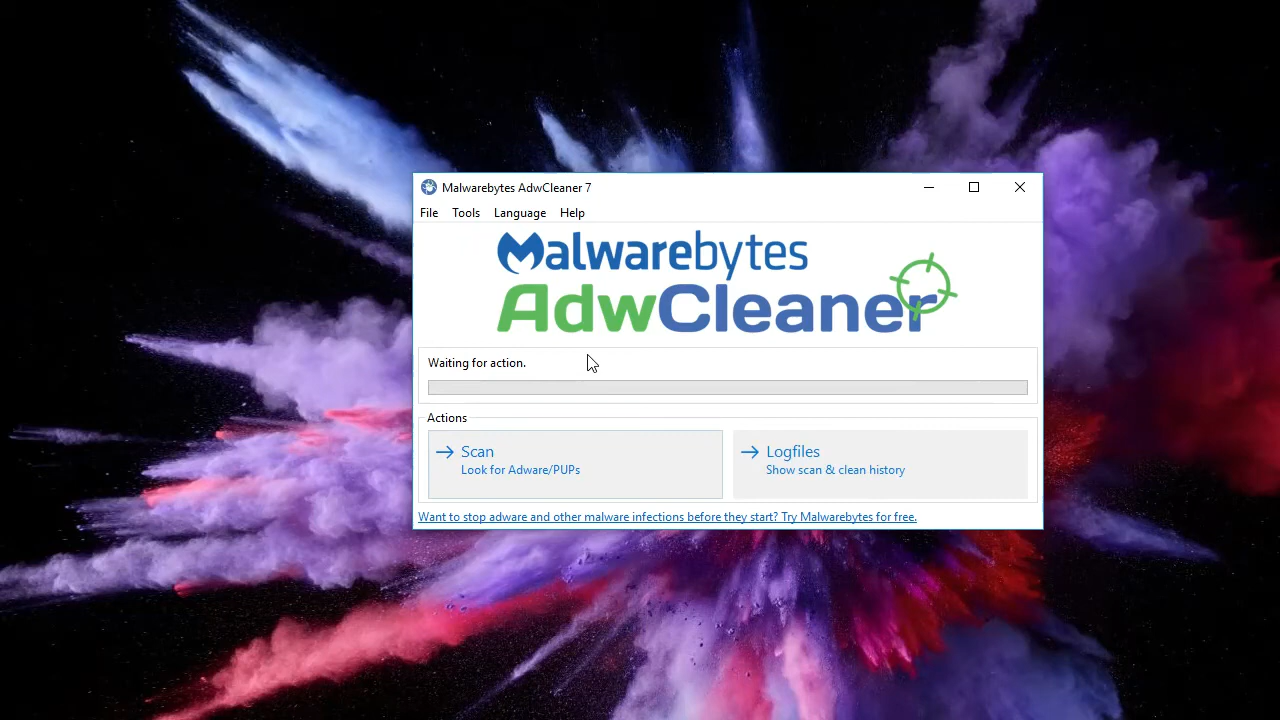 Malwarebytes AdwCleaner 7
File Tools Language Help
Malwarebytes
AdwCleaner
Waiting for action.
Actions
Scan
Look for Adware/PUPs
Logfiles
Show scan & clean history
Want to stop adware and other malware infections before they start? Try Malwarebytes for free.